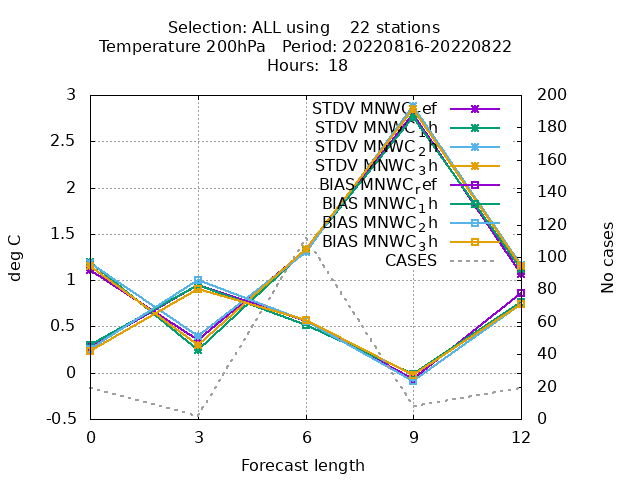 Selection: ALL using    22 stations
Temperature 200hPa   Period: 20220816-20220822
Hours:  18
3
2.5
2
1.5
1
0.5
0
-0.5
200
180
160
140
120
100
80
60
40
20
0
0
3
6
9
12
deg C
No cases
Forecast length
STDV MNWC_ref
STDV MNWC_1h
STDV MNWC_2h
STDV MNWC_3h
BIAS MNWC_ref
BIAS MNWC_1h
BIAS MNWC_2h
BIAS MNWC_3h
CASES